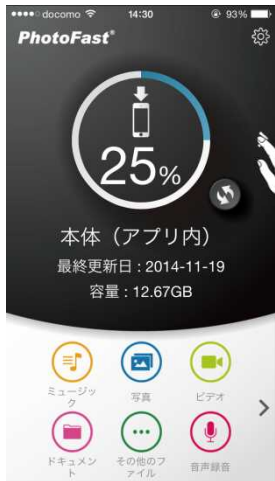 docomo 14:30 93%
PhotoFast®
25%
本体（アプリ内）
最終更新日 : 2014-11-19
容量 : 12.67GB
ミュージッ
ク
写真
ビデオ
ドキュメン
ト
その他のフ
ァイル
音声録音